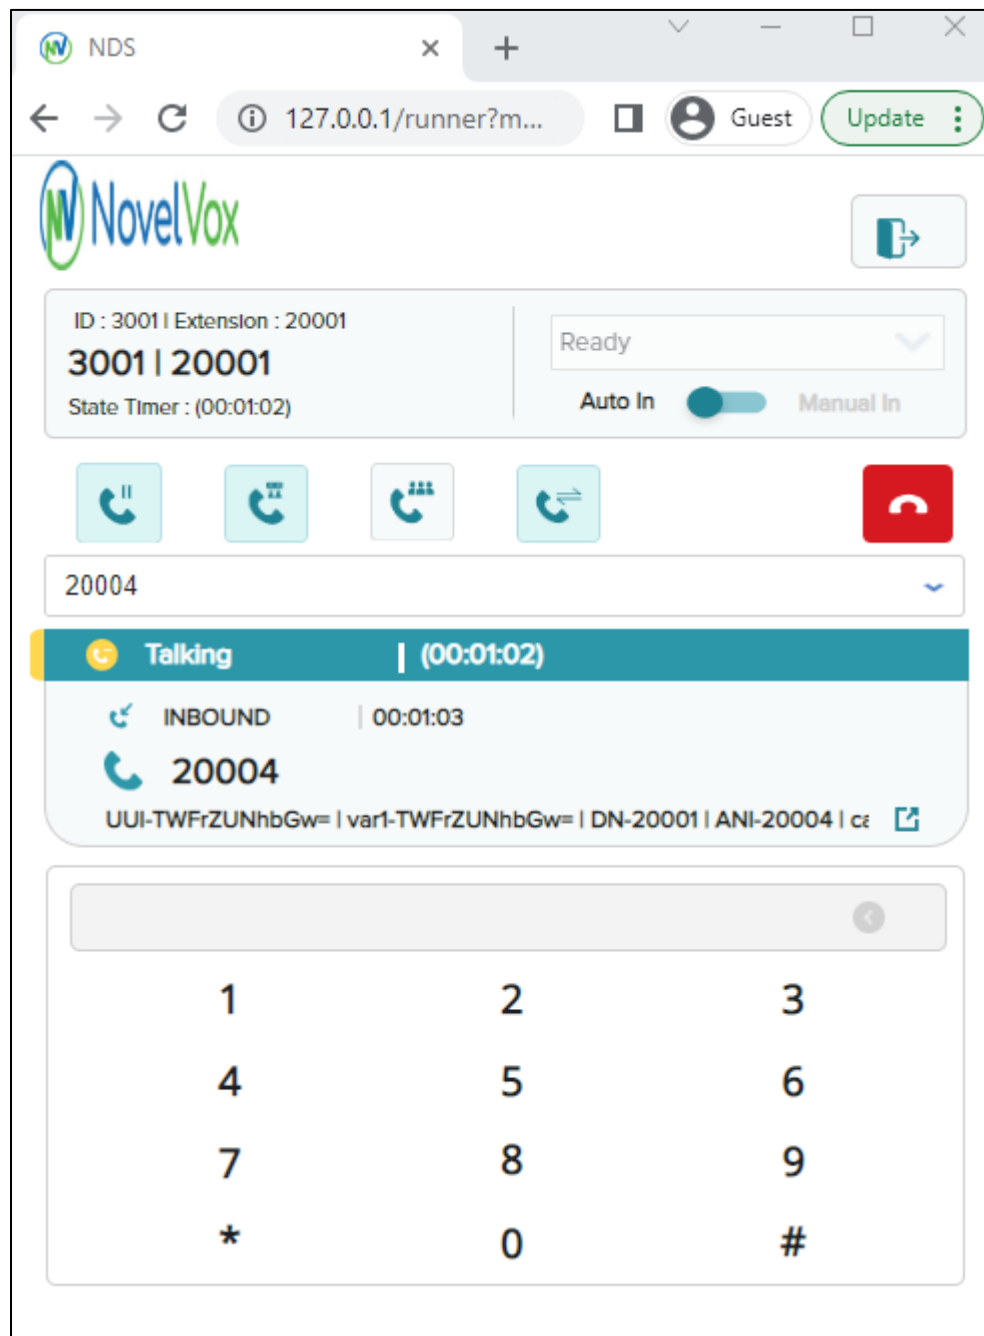 NDS
127.0.0.1/runner?m...
Guest
Update
NovelVox
ID : 3001 | Extension : 20001
3001 | 20001
State Timer : (00:01:02)
Ready
Auto In
Manual In
20004
Talking | (00:01:02)
INBOUND | 00:01:03
20004
UUI-TWFrZUNhbGw= | var1-TWFrZUNhbGw= | DN-20001 | ANI-20004 | ca
1 2 3
4 5 6
7 8 9
* 0 #